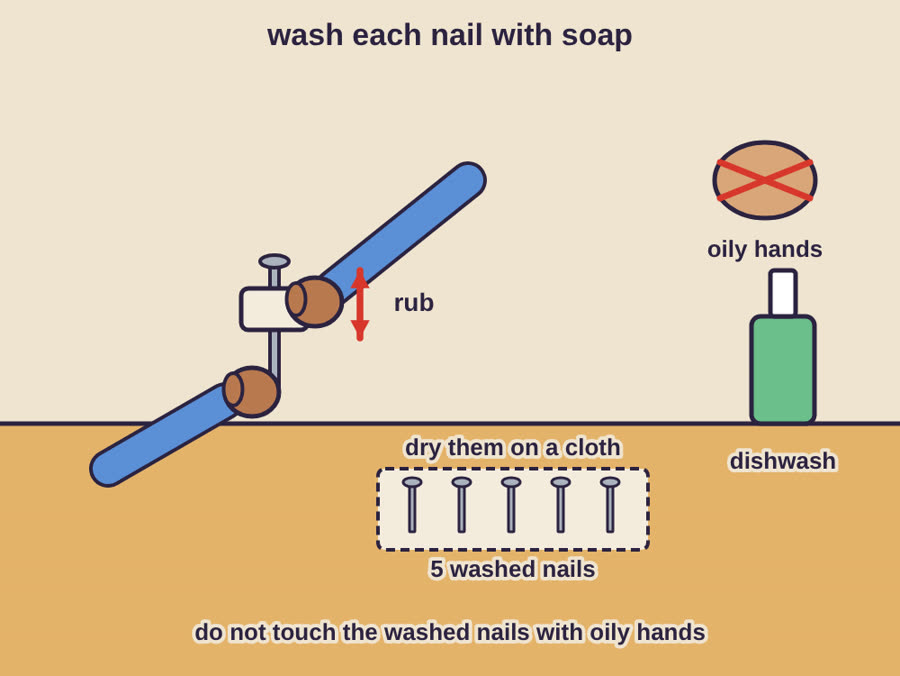 wash each nail with soap
oily hands
rub
dry them on a cloth
dishwash
5 washed nails
do not touch the washed nails with oily hands